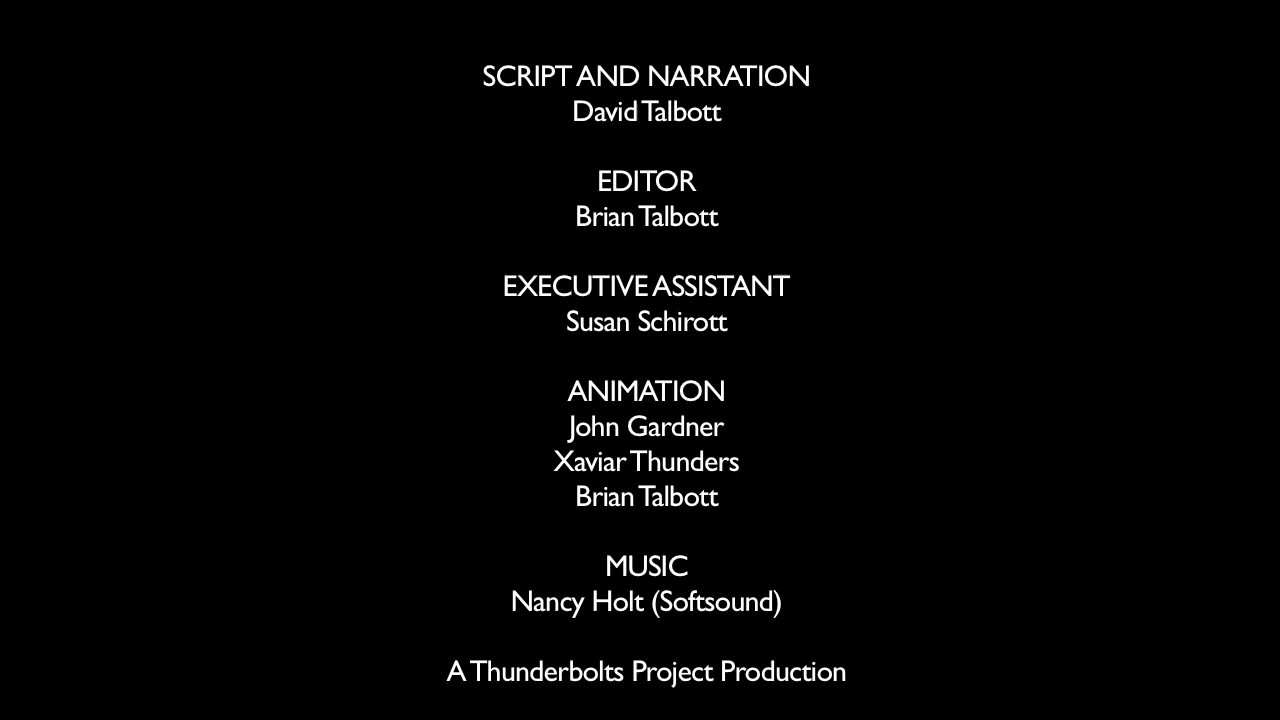 SCRIPT AND NARRATION
David Talbott
EDITOR
Brian Talbott
EXECUTIVE ASSISTANT
Susan Schirott
ANIMATION
John Gardner
Xaviar Thunders
Brian Talbott
MUSIC
Nancy Holt (Softsound)
A Thunderbolts Project Production